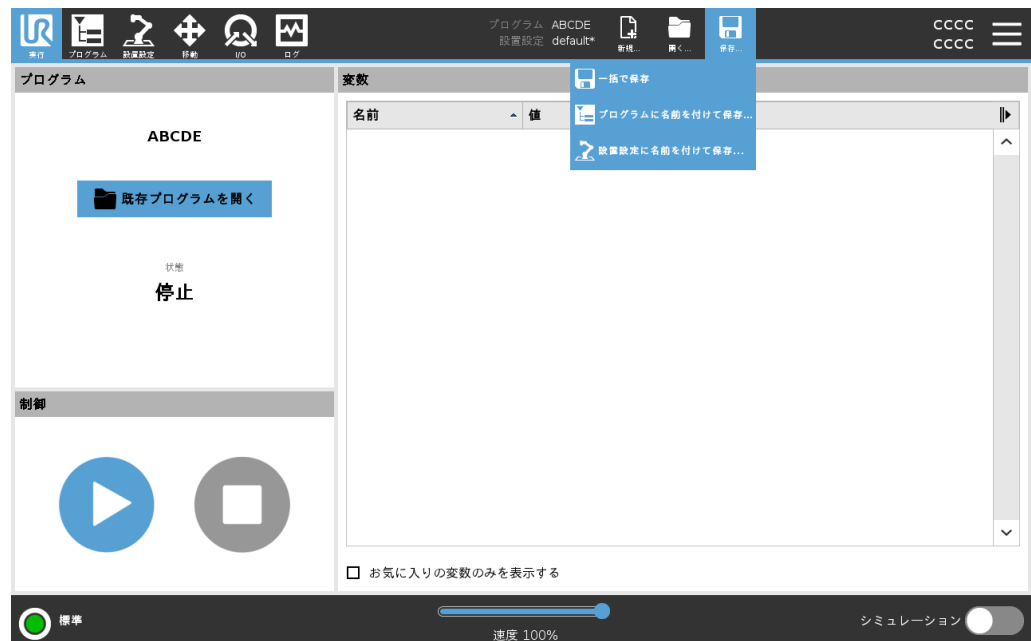 UR
実行
プログラム
設置設定
移動
I/O
ログ
プログラム ABCDE
設置設定 default*
新規...
開く...
保存...
CCCC
CCCC
一括で保存
プログラムに名前を付けて保存...
設置設定に名前を付けて保存...
プログラム
ABCDE
既存プログラムを開く
状態
停止
制御
変数
名前
値
お気に入りの変数のみを表示する
標準
速度 100%
シミュレーション